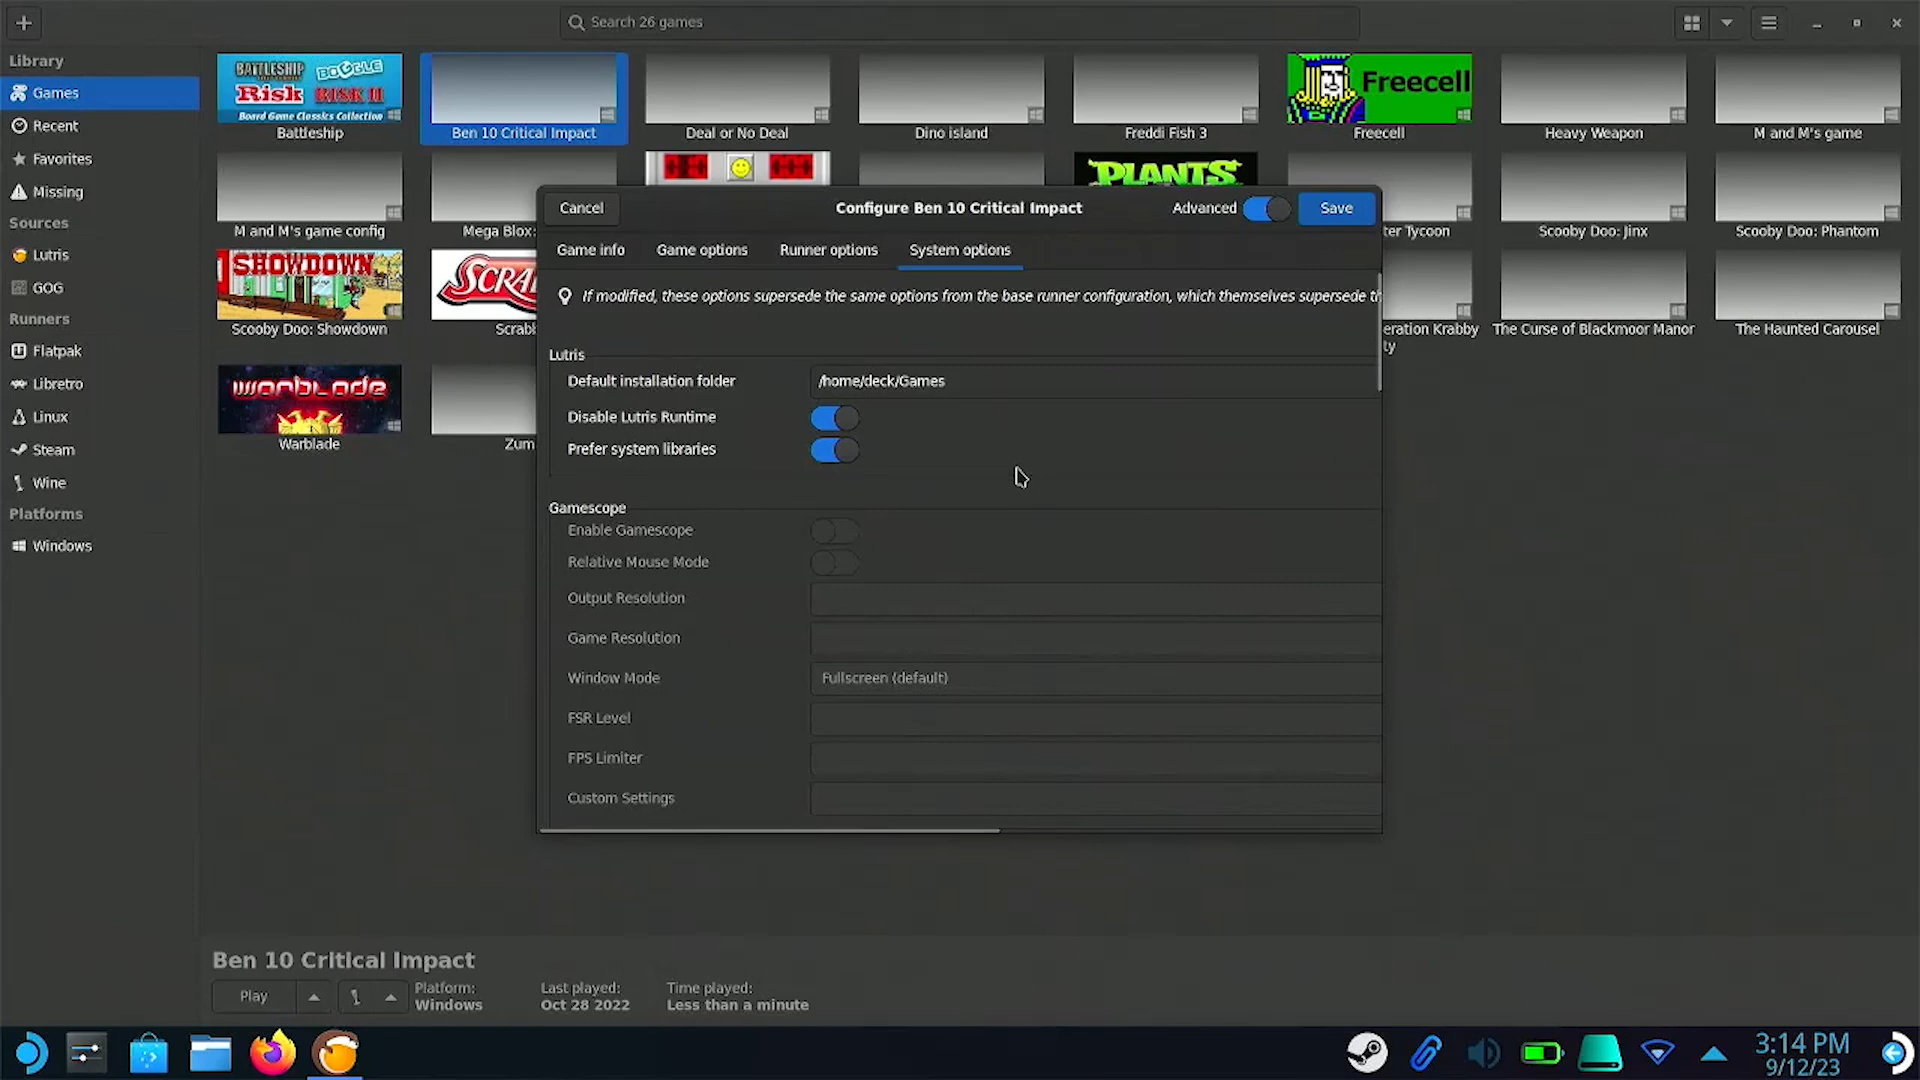 Search 26 games
Library
Games
Recent
Favorites
Missing
Sources
Lutris
GOG
Runners
Flatpak
Libretro
Linux
Steam
Wine
Platforms
Windows
BATTLESHIP BOGGLE
Risk RISK II
Board Game Classics Collection
Battleship
Ben 10 Critical Impact
Deal or No Deal
Dino island
Freddi Fish 3
Freecell
Freecell
Heavy Weapon
M and M's game
M and M's game config
Mega Blox:
PLANTS
ter Tycoon
Scooby Doo: Jinx
Scooby Doo: Phantom
SHOWDOWN
Scooby Doo: Showdown
SCRA
Scrabb
eration Krabby
ty
The Curse of Blackmoor Manor
The Haunted Carousel
WARBLADE
Warblade
Zum
Cancel
Configure Ben 10 Critical Impact
Advanced
Save
Game info
Game options
Runner options
System options
If modified, these options supersede the same options from the base runner configuration, which themselves supersede th
Lutris
Default installation folder
/home/deck/Games
Disable Lutris Runtime
Prefer system libraries
Gamescope
Enable Gamescope
Relative Mouse Mode
Output Resolution
Game Resolution
Window Mode
Fullscreen (default)
FSR Level
FPS Limiter
Custom Settings
Ben 10 Critical Impact
Play
Platform:
Windows
Last played:
Oct 28 2022
Time played:
Less than a minute
3:14 PM
9/12/23